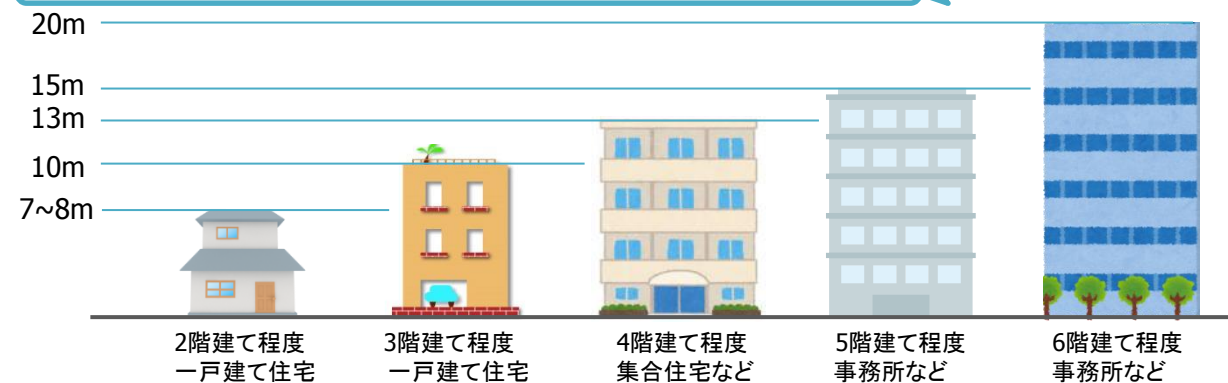 20m
15m
13m
10m
7~8m
2階建て程度
一戸建て住宅
3階建て程度
一戸建て住宅
4階建て程度
集合住宅など
5階建て程度
事務所など
6階建て程度
事務所など